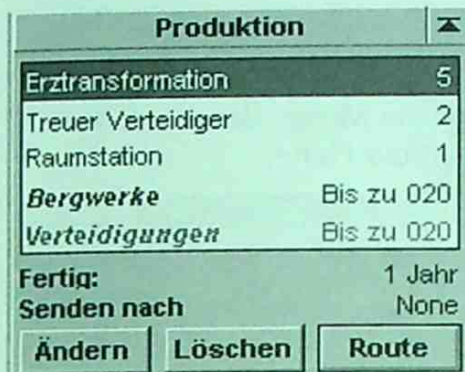 Produktion
Erztransformation 5
Treuer Verteidiger 2
Raumstation 1
Bergwerke Bis zu 020
Verteidigungen Bis zu 020
Fertig: 1 Jahr
Senden nach None
Ändern Löschen Route